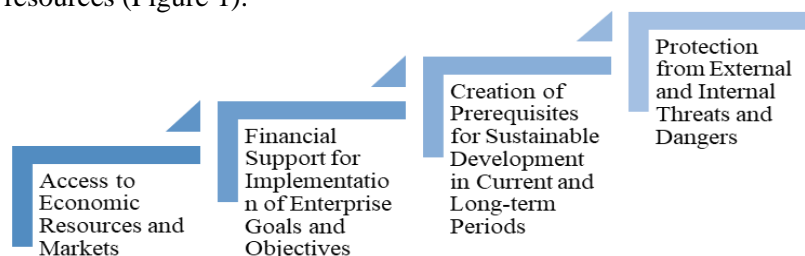 resources (Figure 1).
Access to
Economic
Resources and
Markets
Financial
Support for
Implementatio
n of Enterprise
Goals and
Objectives
Creation of
Prerequisites
for Sustainable
Development
in Current and
Long-term
Periods
Protection
from External
and Internal
Threats and
Dangers